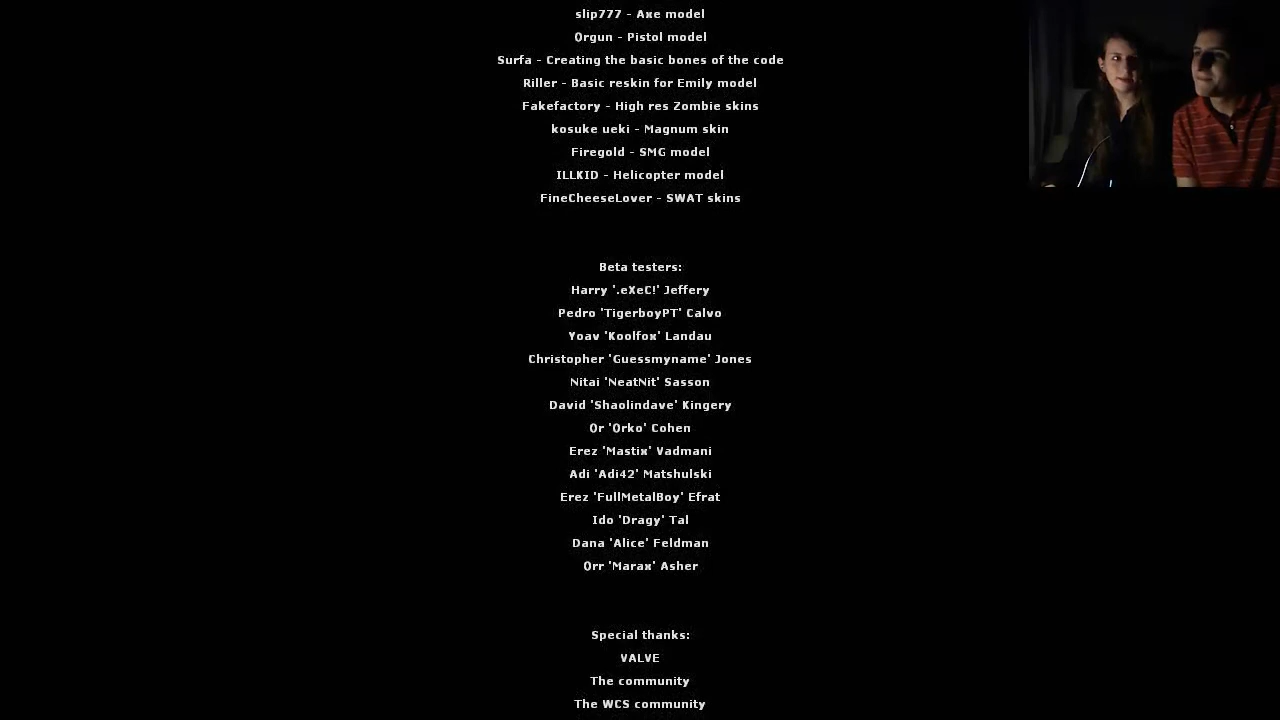 slip777 - Axe model
Orgun - Pistol model
Surfa - Creating the basic bones of the code
Riller - Basic reskin for Emily model
Fakefactory - High res Zombie skins
kosuke ueki - Magnum skin
Firegold - SMG model
ILLKID - Helicopter model
FineCheeseLover - SWAT skins
Beta testers:
Harry '.eXeC!' Jeffery
Pedro 'TigerboyPT' Calvo
Yoav 'Koolfox' Landau
Christopher 'Guessmyname' Jones
Nitai 'NeatNit' Sasson
David 'Shaolindave' Kingery
Or 'Orko' Cohen
Erez 'Mastix' Vadmani
Adi 'Adi42' Matshulski
Erez 'FullMetalBoy' Efrat
Ido 'Dragy' Tal
Dana 'Alice' Feldman
Orr 'Marax' Asher
Special thanks:
VALVE
The community
The WCS community